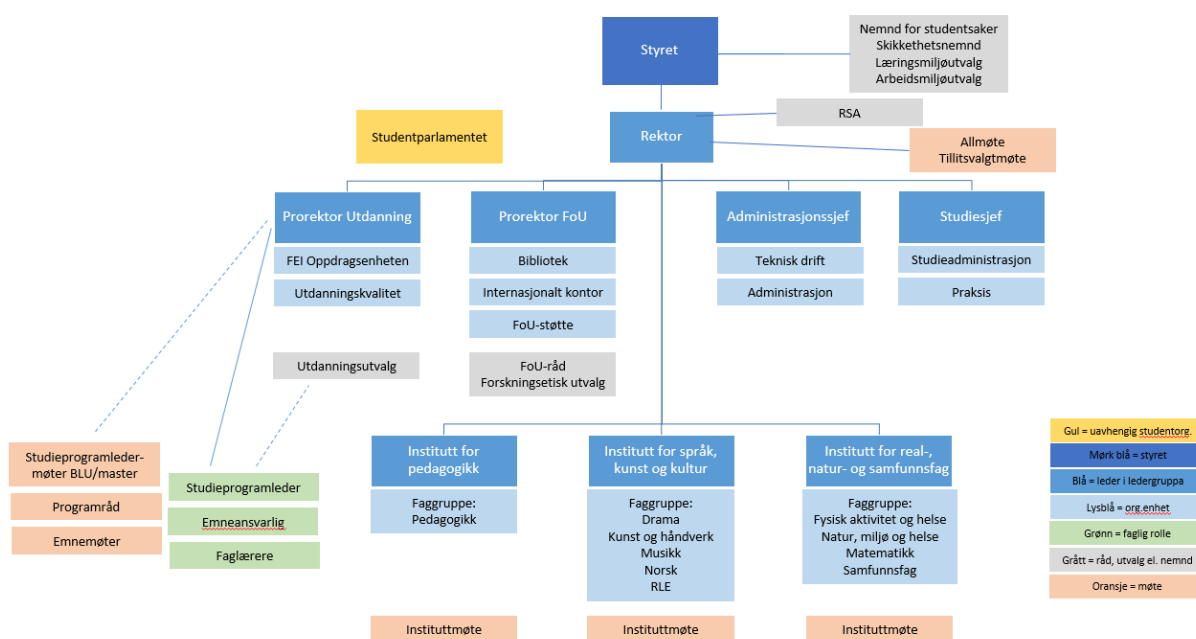 Styret
Nemnd for studentsaker
Skikkethetsnemnd
Læringsmiljøutvalg
Arbeidsmiljøutvalg
RSA
Studentparlamentet
Rektor
Allmøte
Tillitsvalgtmøte
Prorektor Utdanning
Prorektor FoU
Administrasjonssjef
Studiesjef
FEI Oppdragsenheten
Bibliotek
Teknisk drift
Studieadministrasjon
Utdanningskvalitet
Internasjonalt kontor
Administrasjon
Praksis
FoU-støtte
Utdanningsutvalg
FoU-råd
Forskningsetisk utvalg
Studieprogramleder-
møter BLU/master
Programråd
Emnemøter
Studieprogramleder
Emneansvarlig
Faglærere
Institutt for
pedagogikk
Faggruppe:
Pedagogikk
Instituttmøte
Institutt for språk,
kunst og kultur
Faggruppe:
Drama
Kunst og håndverk
Musikk
Norsk
RLE
Instituttmøte
Institutt for real-,
natur- og samfunnsfag
Faggruppe:
Fysisk aktivitet og helse
Natur, miljø og helse
Matematikk
Samfunnsfag
Instituttmøte
Gul = uavhengig studentorg.
Mørk blå = styret
Blå = leder i ledergruppa
Lysblå = org.enhet
Grønn = faglig rolle
Grått = råd, utvalg el. nemnd
Oransje = møte